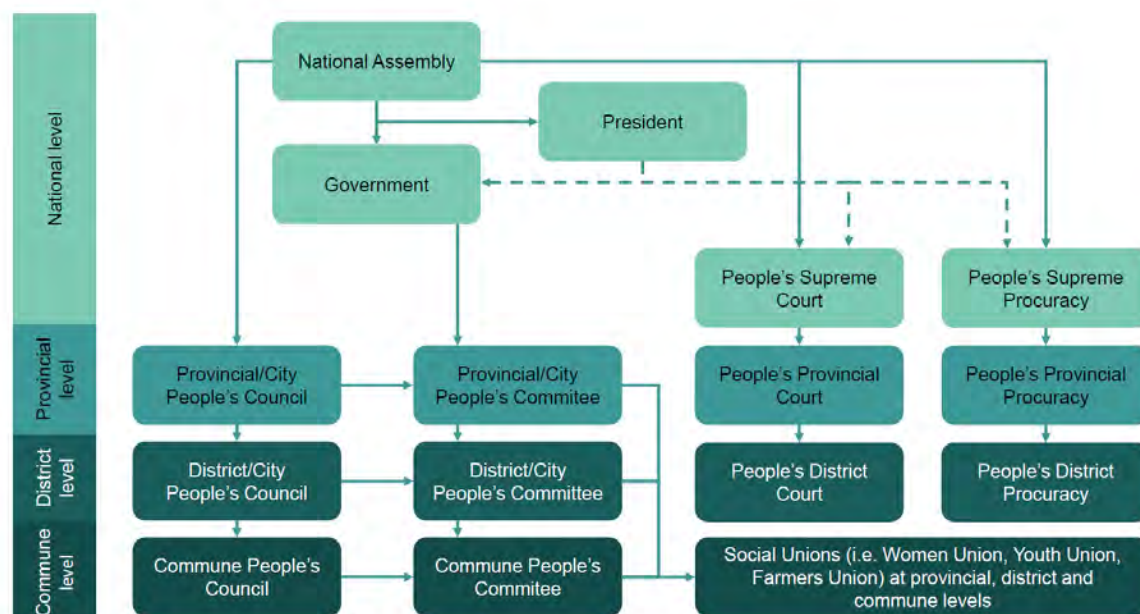 National level
National Assembly
President
Government
People's Supreme
Court
People's Supreme
Procuracy
Provincial
level
Provincial/City
People's Council
Provincial/City
People's Commitee
People's Provincial
Court
People's Provincial
Procuracy
District
level
District/City
People's Council
District/City
People's Committee
People's District
Court
People's District
Procuracy
Commune
level
Commune People's
Council
Commune People's
Commitee
Social Unions (i.e. Women Union, Youth Union,
Farmers Union) at provincial, district and
commune levels